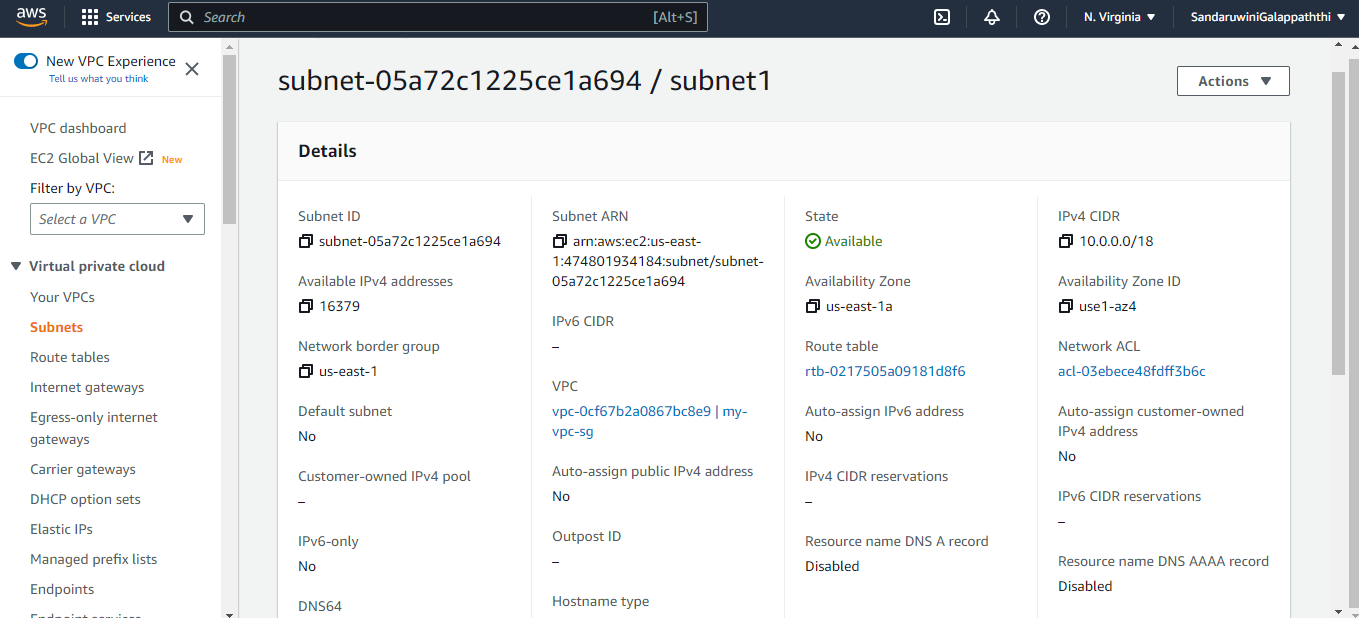 aws
Services
Search
[Alt+S]
N. Virginia
SandaruwiniGalappaththi
New VPC Experience
Tell us what you think
VPC dashboard
EC2 Global View
New
Filter by VPC:
Select a VPC
Virtual private cloud
Your VPCs
Subnets
Route tables
Internet gateways
Egress-only internet
gateways
Carrier gateways
DHCP option sets
Elastic IPs
Managed prefix lists
Endpoints
Endpoint services
subnet-05a72c1225ce1a694 / subnet1
Actions
Details
Subnet ID
subnet-05a72c1225ce1a694
Available IPv4 addresses
16379
Network border group
us-east-1
Default subnet
No
Customer-owned IPv4 pool
–
IPv6-only
No
DNS64
Subnet ARN
arn:aws:ec2:us-east-
1:474801934184:subnet/subnet-
05a72c1225ce1a694
IPv6 CIDR
–
VPC
vpc-0cf67b2a0867bc8e9 | my-
vpc-sg
Auto-assign public IPv4 address
No
Outpost ID
–
Hostname type
State
Available
Availability Zone
us-east-1a
Route table
rtb-0217505a09181d8f6
Auto-assign IPv6 address
No
IPv4 CIDR reservations
–
Resource name DNS A record
Disabled
IPv4 CIDR
10.0.0.0/18
Availability Zone ID
use1-az4
Network ACL
acl-03ebece48fdff3b6c
Auto-assign customer-owned
IPv4 address
No
IPv6 CIDR reservations
–
Resource name DNS AAAA record
Disabled